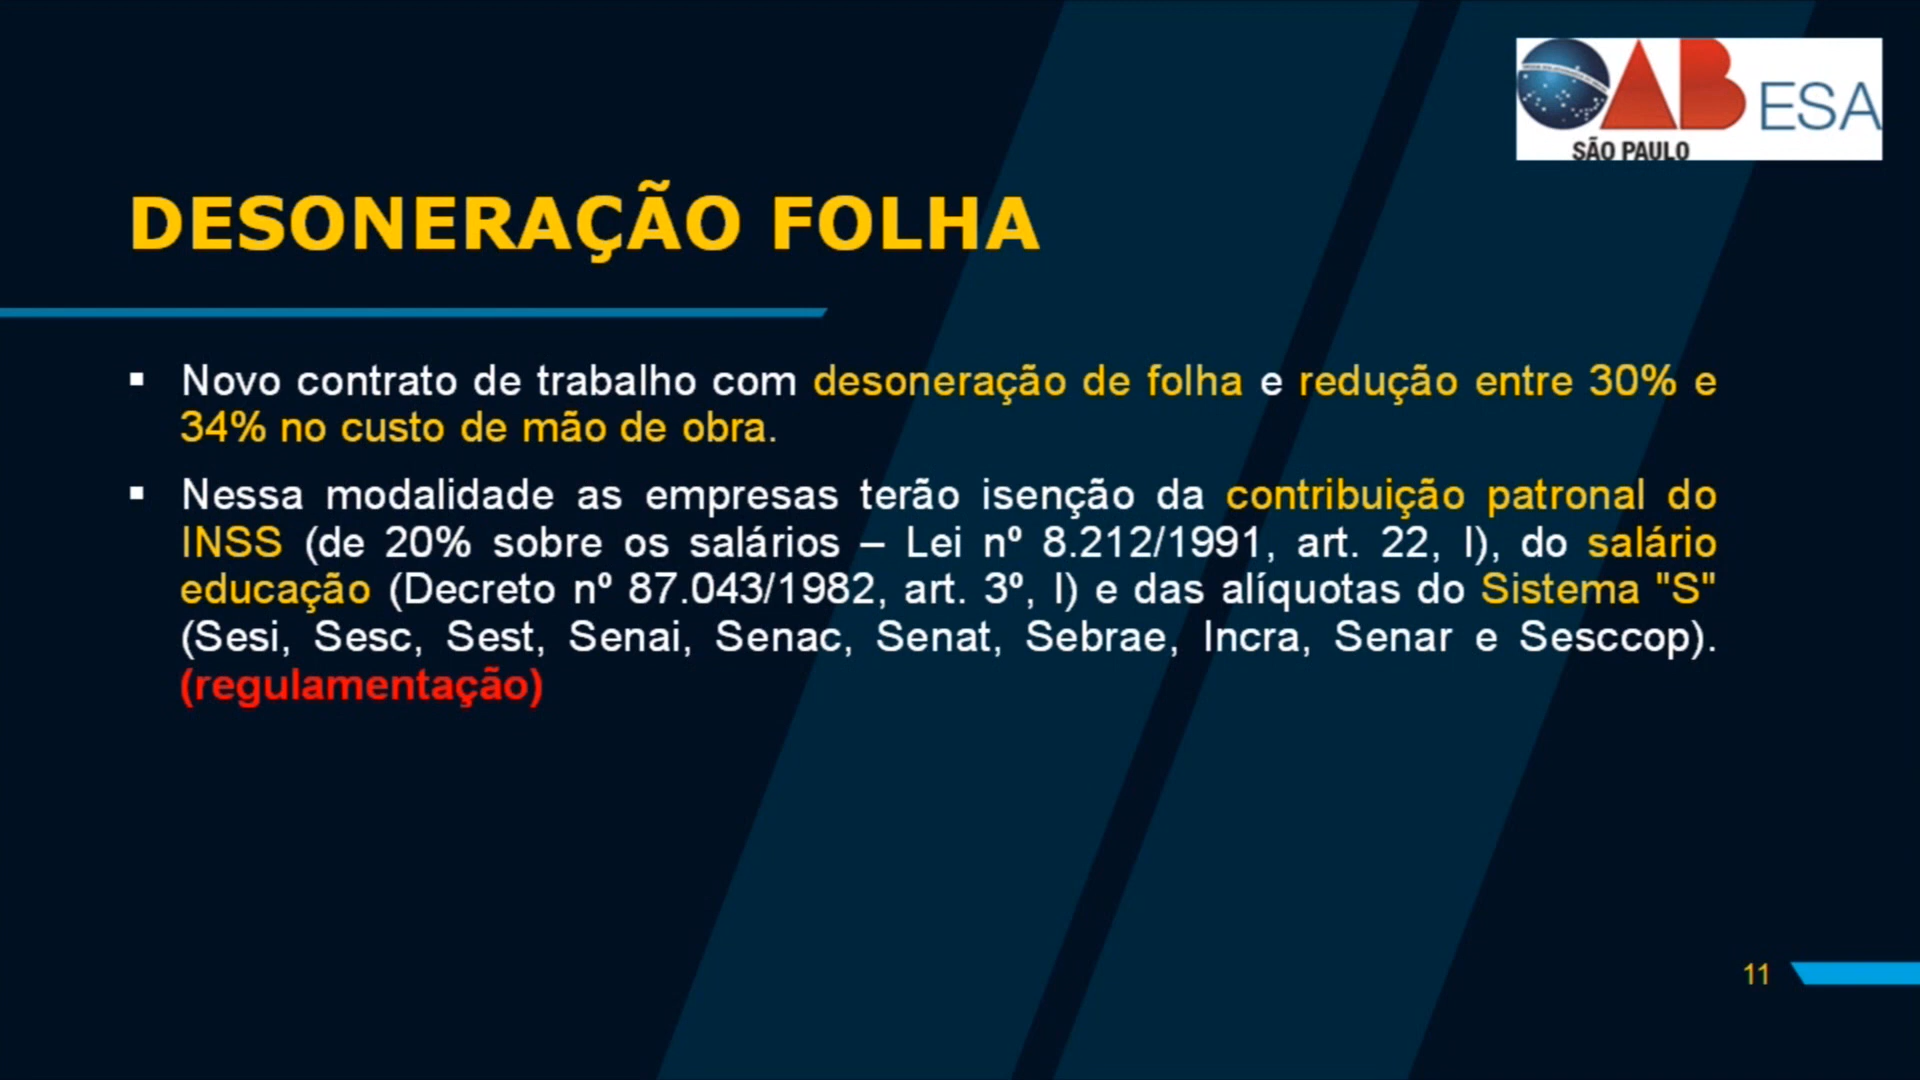 OAB ESA
SÃO PAULO
DESONERAÇÃO FOLHA
▪ Novo contrato de trabalho com desoneração de folha e redução entre 30% e
34% no custo de mão de obra.
▪ Nessa modalidade as empresas terão isenção da contribuição patronal do
INSS (de 20% sobre os salários – Lei nº 8.212/1991, art. 22, I), do salário
educação (Decreto nº 87.043/1982, art. 3º, I) e das alíquotas do Sistema "S"
(Sesi, Sesc, Sest, Senai, Senac, Senat, Sebrae, Incra, Senar e Sesccop).
(regulamentação)
11